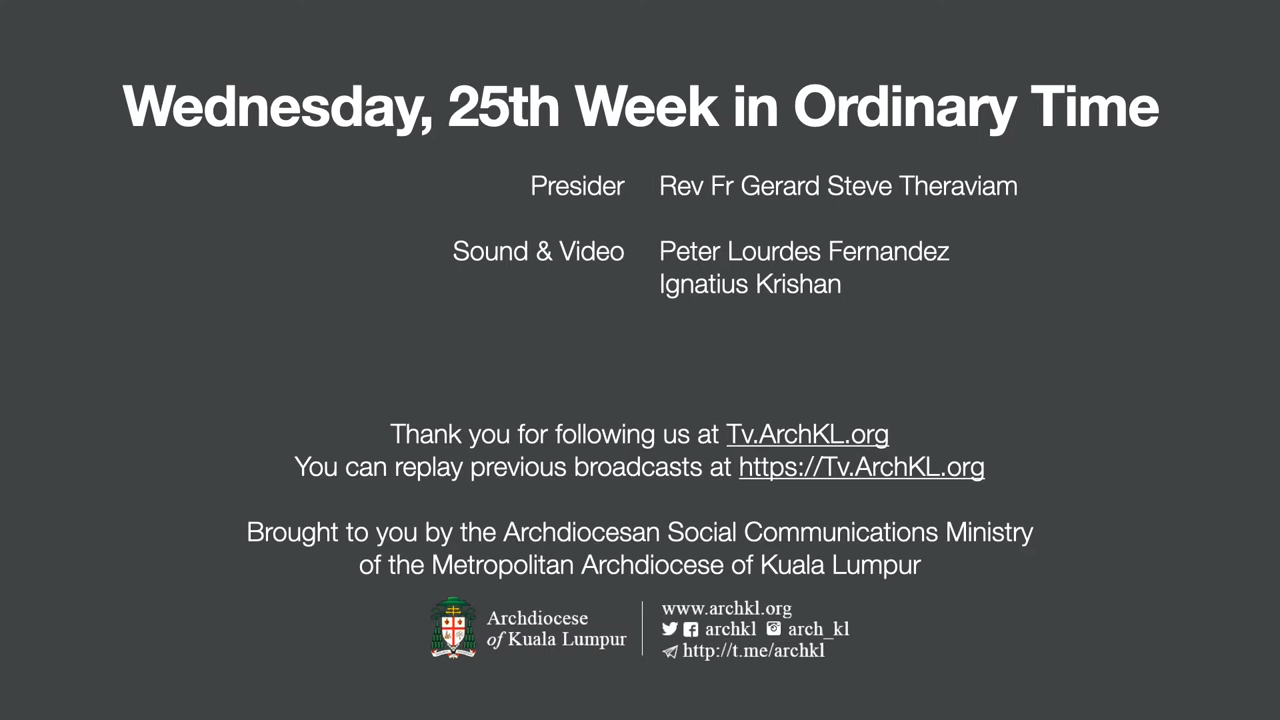 Wednesday, 25th Week in Ordinary Time
Presider Rev Fr Gerard Steve Theraviam
Sound & Video Peter Lourdes Fernandez
Ignatius Krishan
Thank you for following us at Tv.ArchKL.org
You can replay previous broadcasts at https://Tv.ArchKL.org
Brought to you by the Archdiocesan Social Communications Ministry
of the Metropolitan Archdiocese of Kuala Lumpur
Archdiocese
of Kuala Lumpur
www.archkl.org
archkl arch_kl
http://t.me/archkl